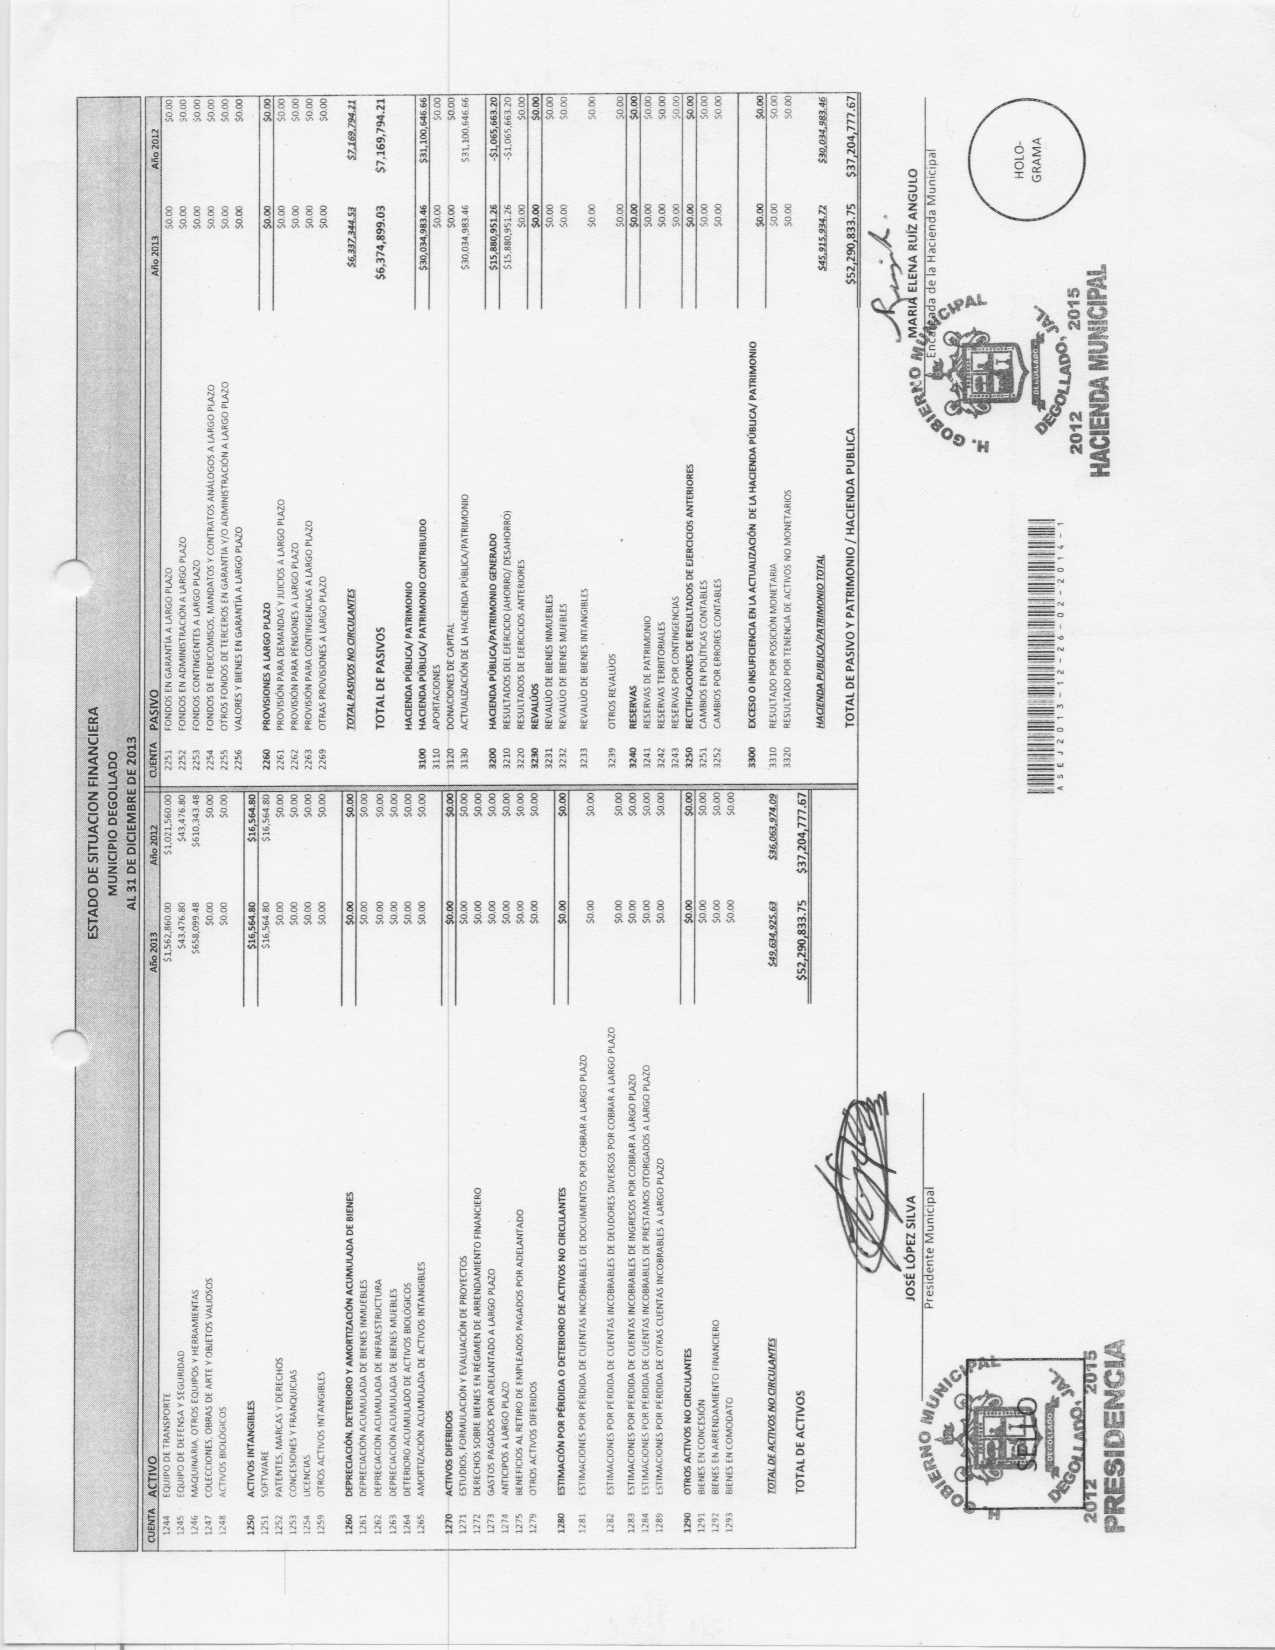 ESTADO DE SITUACION FINANCIERA
MUNICIPIO DEGOLLADO
AL 31 DE DICIEMBRE DE 2013
CUENTA ACTIVO Año 2013 Año 2012
1244 EQUIPO DE TRANSPORTE $1,562,860.00 $1,021,560.00
1245 EQUIPO DE DEFENSA Y SEGURIDAD $43,476.80 $43,476.80
1246 MAQUINARIA, OTROS EQUIPOS Y HERRAMIENTAS $658,099.48 $610,343.48
1247 COLECCIONES, OBRAS DE ARTE Y OBJETOS VALIOSOS $0.00 $0.00
1248 ACTIVOS BIOLÓGICOS $0.00 $0.00
1250 ACTIVOS INTANGIBLES $16,564.80 $16,564.80
1251 SOFTWARE $16,564.80 $16,564.80
1252 PATENTES, MARCAS Y DERECHOS $0.00 $0.00
1253 CONCESIONES Y FRANQUICIAS $0.00 $0.00
1254 LICENCIAS $0.00 $0.00
1259 OTROS ACTIVOS INTANGIBLES $0.00 $0.00
1260 DEPRECIACIÓN, DETERIORO Y AMORTIZACIÓN ACUMULADA DE BIENES $0.00 $0.00
1261 DEPRECIACIÓN ACUMULADA DE BIENES INMUEBLES $0.00 $0.00
1262 DEPRECIACIÓN ACUMULADA DE INFRAESTRUCTURA $0.00 $0.00
1263 DEPRECIACIÓN ACUMULADA DE BIENES MUEBLES $0.00 $0.00
1264 DETERIORO ACUMULADO DE ACTIVOS BIOLÓGICOS $0.00 $0.00
1265 AMORTIZACIÓN ACUMULADA DE ACTIVOS INTANGIBLES $0.00 $0.00
1270 ACTIVOS DIFERIDOS $0.00 $0.00
1271 ESTUDIOS, FORMULACIÓN Y EVALUACIÓN DE PROYECTOS $0.00 $0.00
1272 DERECHOS SOBRE BIENES EN RÉGIMEN DE ARRENDAMIENTO FINANCIERO $0.00 $0.00
1273 GASTOS PAGADOS POR ADELANTADO A LARGO PLAZO $0.00 $0.00
1274 ANTICIPOS A LARGO PLAZO $0.00 $0.00
1275 BENEFICIOS AL RETIRO DE EMPLEADOS PAGADOS POR ADELANTADO $0.00 $0.00
1279 OTROS ACTIVOS DIFERIDOS $0.00 $0.00
1280 ESTIMACIÓN POR PÉRDIDA O DETERIORO DE ACTIVOS NO CIRCULANTES $0.00 $0.00
1281 ESTIMACIONES POR PÉRDIDA DE CUENTAS INCOBRABLES DE DOCUMENTOS POR COBRAR A LARGO PLAZO $0.00 $0.00
1282 ESTIMACIONES POR PÉRDIDA DE CUENTAS INCOBRABLES DE DEUDORES DIVERSOS POR COBRAR A LARGO PLAZO $0.00 $0.00
1283 ESTIMACIONES POR PÉRDIDA DE CUENTAS INCOBRABLES DE INGRESOS POR COBRAR A LARGO PLAZO $0.00 $0.00
1284 ESTIMACIONES POR PÉRDIDA DE CUENTAS INCOBRABLES DE PRÉSTAMOS OTORGADOS A LARGO PLAZO $0.00 $0.00
1289 ESTIMACIONES POR PÉRDIDA DE OTRAS CUENTAS INCOBRABLES A LARGO PLAZO $0.00 $0.00
1290 OTROS ACTIVOS NO CIRCULANTES $0.00 $0.00
1291 BIENES EN CONCESIÓN $0.00 $0.00
1292 BIENES EN ARRENDAMIENTO FINANCIERO $0.00 $0.00
1293 BIENES EN COMODATO $0.00 $0.00
TOTAL DE ACTIVOS NO CIRCULANTES $49,634,925.63 $36,063,974.09
TOTAL DE ACTIVOS $52,290,833.75 $37,204,777.67
CUENTA PASIVO Año 2013 Año 2012
2251 FONDOS EN GARANTÍA A LARGO PLAZO $0.00 $0.00
2252 FONDOS EN ADMINISTRACIÓN A LARGO PLAZO $0.00 $0.00
2253 FONDOS CONTINGENTES A LARGO PLAZO $0.00 $0.00
2254 FONDOS DE FIDEICOMISOS, MANDATOS Y CONTRATOS ANÁLOGOS A LARGO PLAZO $0.00 $0.00
2255 OTROS FONDOS DE TERCEROS EN GARANTÍA Y/O ADMINISTRACIÓN A LARGO PLAZO $0.00 $0.00
2256 VALORES Y BIENES EN GARANTÍA A LARGO PLAZO $0.00 $0.00
2260 PROVISIONES A LARGO PLAZO $0.00 $0.00
2261 PROVISIÓN PARA DEMANDAS Y JUICIOS A LARGO PLAZO $0.00 $0.00
2262 PROVISIÓN PARA PENSIONES A LARGO PLAZO $0.00 $0.00
2263 PROVISIÓN PARA CONTINGENCIAS A LARGO PLAZO $0.00 $0.00
2269 OTRAS PROVISIONES A LARGO PLAZO $0.00 $0.00
TOTAL PASIVOS NO CIRCULANTES $6,337,344.53 $7,169,794.21
TOTAL DE PASIVOS $6,374,899.03 $7,169,794.21
HACIENDA PÚBLICA/ PATRIMONIO
3100 HACIENDA PÚBLICA/ PATRIMONIO CONTRIBUIDO $30,034,983.46 $31,100,646.66
3110 APORTACIONES $0.00 $0.00
3120 DONACIONES DE CAPITAL $0.00 $0.00
3130 ACTUALIZACIÓN DE LA HACIENDA PÚBLICA/PATRIMONIO $30,034,983.46 $31,100,646.66
3200 HACIENDA PÚBLICA/PATRIMONIO GENERADO $15,880,951.26 -$1,065,663.20
3210 RESULTADOS DEL EJERCICIO (AHORRO/ DESAHORRO) $15,880,951.26 -$1,065,663.20
3220 RESULTADOS DE EJERCICIOS ANTERIORES $0.00 $0.00
3230 REVALÚOS $0.00 $0.00
3231 REVALÚO DE BIENES INMUEBLES $0.00 $0.00
3232 REVALÚO DE BIENES MUEBLES $0.00 $0.00
3233 REVALÚO DE BIENES INTANGIBLES $0.00 $0.00
3239 OTROS REVALÚOS $0.00 $0.00
3240 RESERVAS $0.00 $0.00
3241 RESERVAS DE PATRIMONIO $0.00 $0.00
3242 RESERVAS TERRITORIALES $0.00 $0.00
3243 RESERVAS POR CONTINGENCIAS $0.00 $0.00
3250 RECTIFICACIONES DE RESULTADOS DE EJERCICIOS ANTERIORES $0.00 $0.00
3251 CAMBIOS EN POLÍTICAS CONTABLES $0.00 $0.00
3252 CAMBIOS POR ERRORES CONTABLES $0.00 $0.00
3300 EXCESO O INSUFICIENCIA EN LA ACTUALIZACIÓN DE LA HACIENDA PÚBLICA/ PATRIMONIO $0.00 $0.00
3310 RESULTADO POR POSICIÓN MONETARIA $0.00 $0.00
3320 RESULTADO POR TENENCIA DE ACTIVOS NO MONETARIOS $0.00 $0.00
HACIENDA PUBLICA/PATRIMONIO TOTAL $45,915,934.72 $30,034,983.46
TOTAL DE PASIVO Y PATRIMONIO / HACIENDA PUBLICA $52,290,833.75 $37,204,777.67
JOSÉ LÓPEZ SILVA
Presidente Municipal
MARIA ELENA RUÍZ ANGULO
Encargada de la Hacienda Municipal
H. GOBIERNO MUNICIPAL
SELLO
DEGOLLADO, JAL
2012 2015
PRESIDENCIA
ASEJ2013-12-26-02-2014-1
H. GOBIERNO MUNICIPAL
DEGOLLADO
DEGOLLADO, JAL
2012 2015
HACIENDA MUNICIPAL
HOLO-
GRAMA